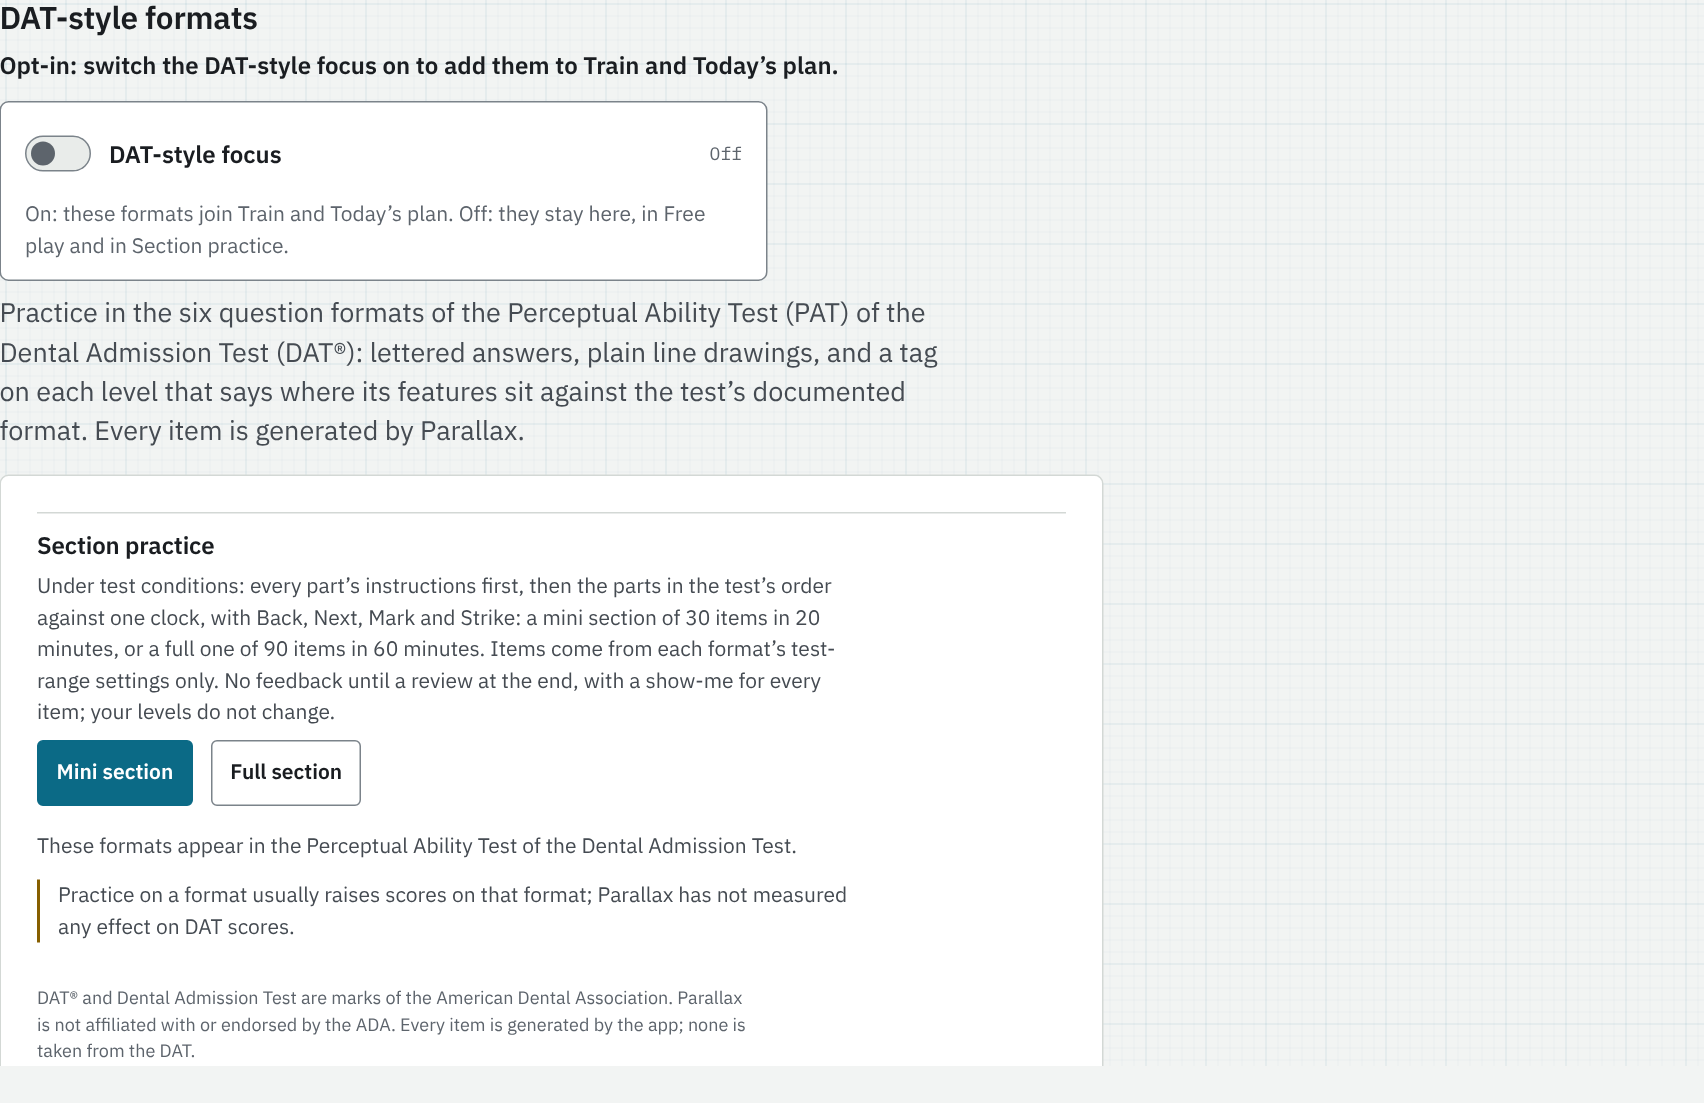 DAT-style formats
Opt-in: switch the DAT-style focus on to add them to Train and Today’s plan.
DAT-style focus
Off
On: these formats join Train and Today’s plan. Off: they stay here, in Free
play and in Section practice.
Practice in the six question formats of the Perceptual Ability Test (PAT) of the
Dental Admission Test (DAT®): lettered answers, plain line drawings, and a tag
on each level that says where its features sit against the test’s documented
format. Every item is generated by Parallax.
Section practice
Under test conditions: every part’s instructions first, then the parts in the test’s order
against one clock, with Back, Next, Mark and Strike: a mini section of 30 items in 20
minutes, or a full one of 90 items in 60 minutes. Items come from each format’s test-
range settings only. No feedback until a review at the end, with a show-me for every
item; your levels do not change.
Mini section
Full section
These formats appear in the Perceptual Ability Test of the Dental Admission Test.
Practice on a format usually raises scores on that format; Parallax has not measured
any effect on DAT scores.
DAT® and Dental Admission Test are marks of the American Dental Association. Parallax
is not affiliated with or endorsed by the ADA. Every item is generated by the app; none is
taken from the DAT.